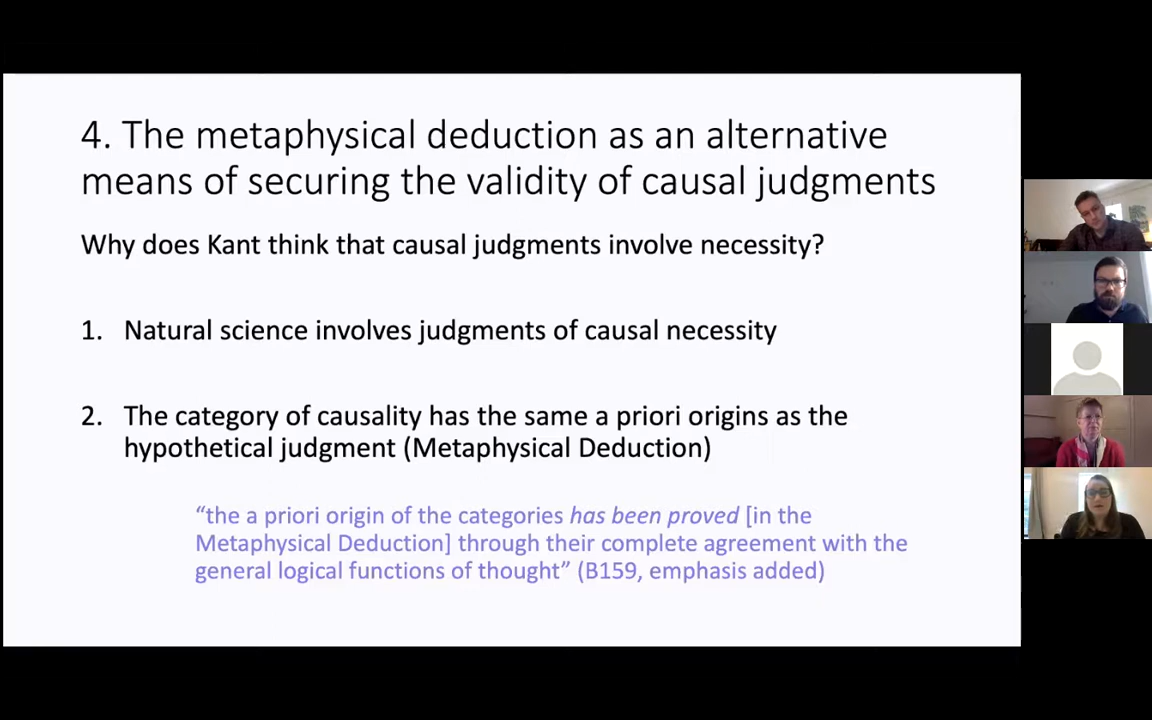 4. The metaphysical deduction as an alternative
means of securing the validity of causal judgments
Why does Kant think that causal judgments involve necessity?
1. Natural science involves judgments of causal necessity
2. The category of causality has the same a priori origins as the
hypothetical judgment (Metaphysical Deduction)
“the a priori origin of the categories has been proved [in the
Metaphysical Deduction] through their complete agreement with the
general logical functions of thought” (B159, emphasis added)